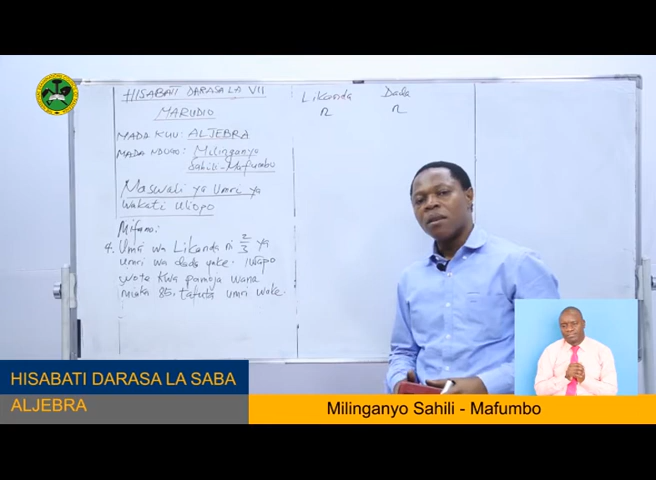 HISABATI DARASA LA VII
MARUDIO
MADA KUU: ALJEBRA
MADA NDOGO: Milinganyo
Sahili - Mafumbo
Maswali ya Umri ya
Wakati Uliopo
Mifano:
4. Umri wa Likanda ni 2/3 ya
umri wa dada yake. Iwapo
wote kwa pamoja wana
miaka 85, tafuta umri wake.
Likanda Dada
n n
HISABATI DARASA LA SABA
ALJEBRA
Milinganyo Sahili - Mafumbo